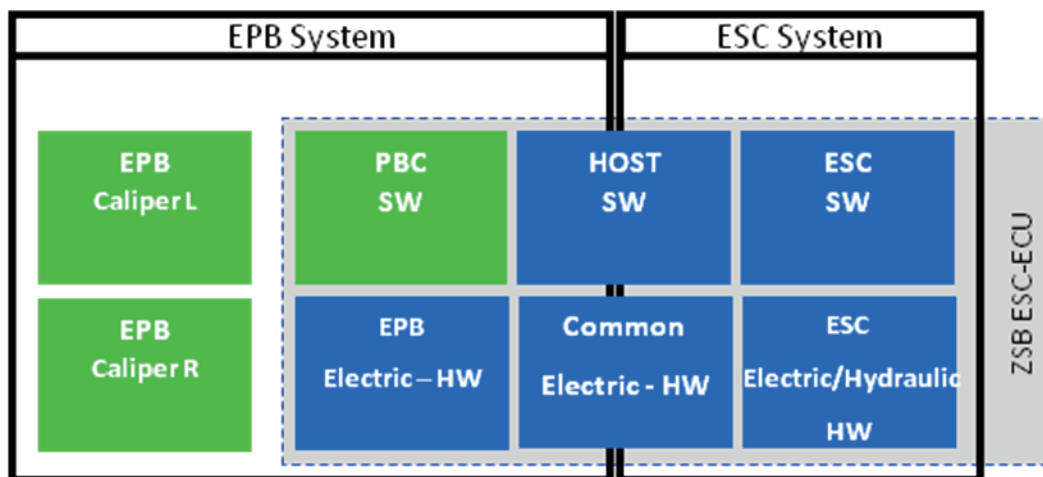 EPB System
ESC System
EPB
Caliper L
PBC
SW
HOST
SW
ESC
SW
EPB
Caliper R
EPB
Electric – HW
Common
Electric - HW
ESC
Electric/Hydraulic
HW
ZSB ESC-ECU